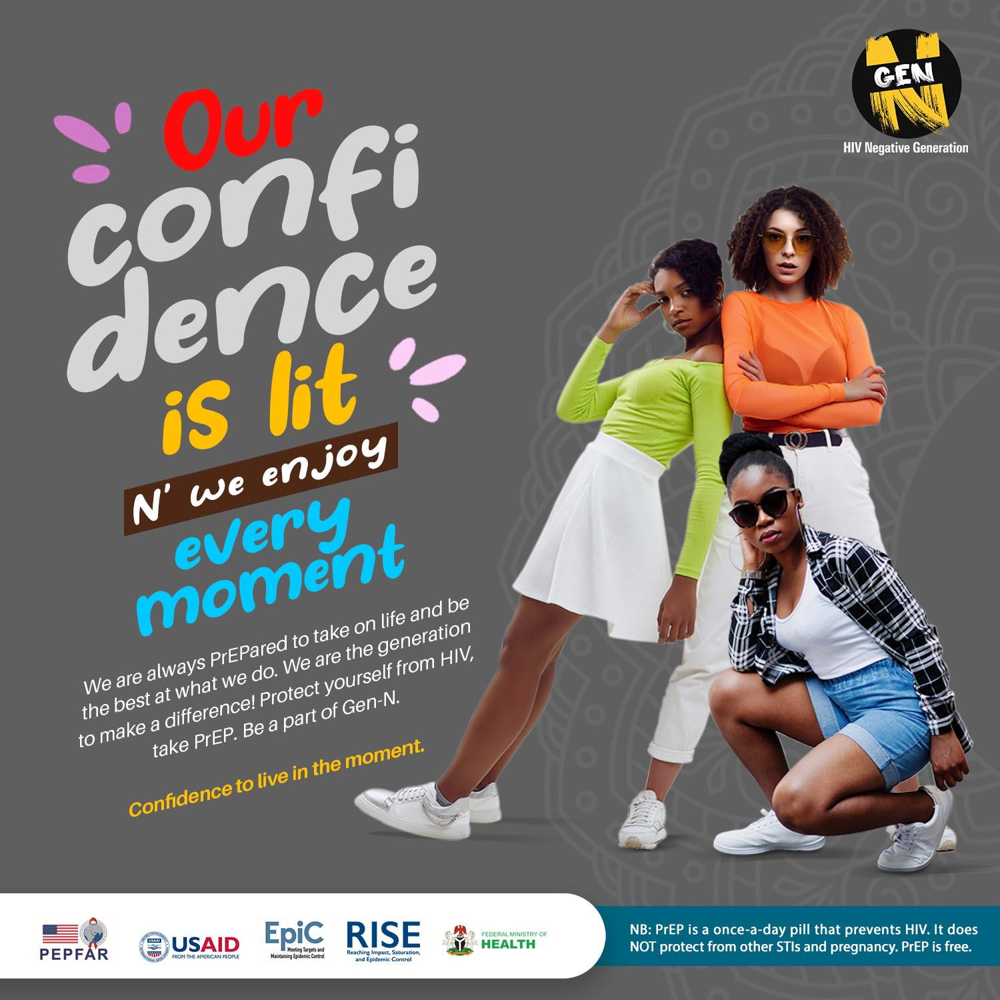 GEN
N
HIV Negative Generation
Our
confi
dence
is lit
N' we enjoy
every
moment
We are always PrEPared to take on life and be
the best at what we do. We are the generation
to make a difference! Protect yourself from HIV,
take PrEP. Be a part of Gen-N.
Confidence to live in the moment.
PEPFAR
USAID
USAID
FROM THE AMERICAN PEOPLE
EpiC
Meeting Targets and
Maintaining Epidemic Control
RISE
Reaching Impact, Saturation,
and Epidemic Control
FEDERAL MINISTRY OF
HEALTH
NB: PrEP is a once-a-day pill that prevents HIV. It does
NOT protect from other STIs and pregnancy. PrEP is free.